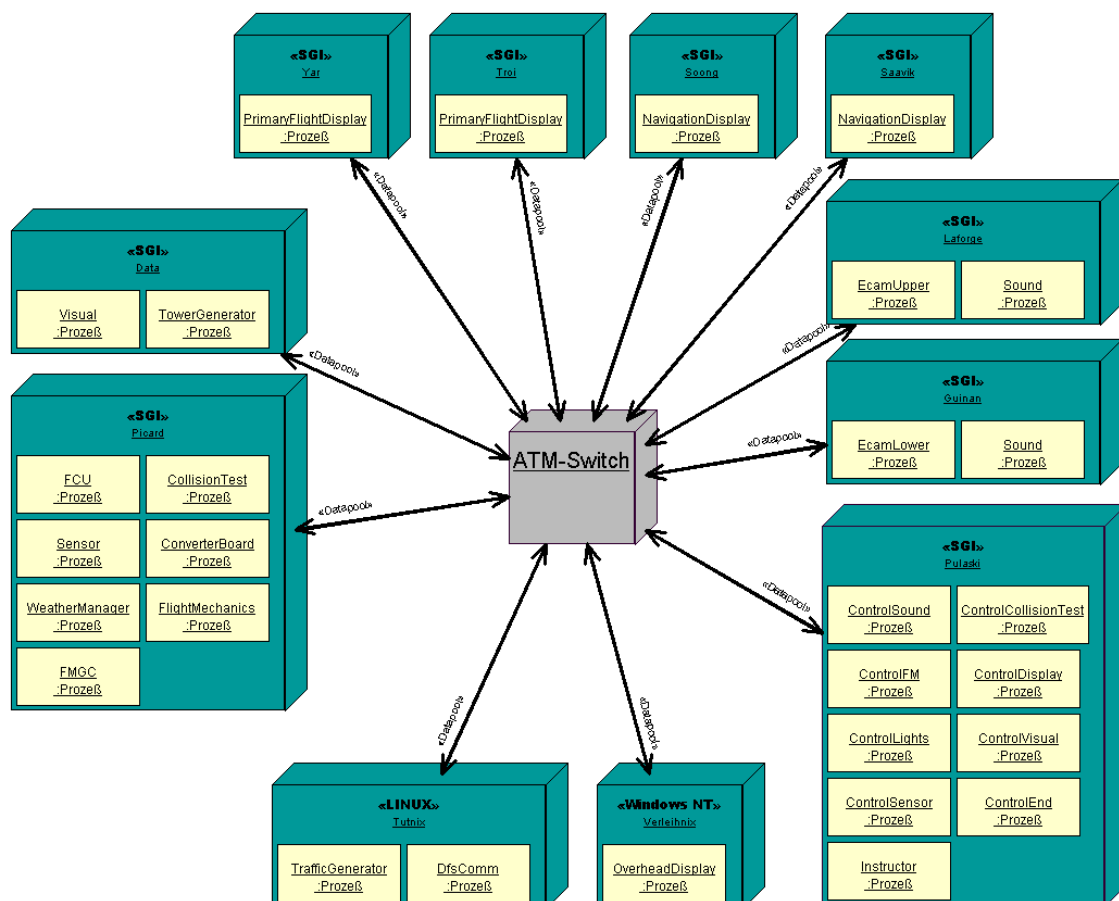 «SGI»
Yar
PrimaryFlightDisplay
:Prozeß
«SGI»
Troi
PrimaryFlightDisplay
:Prozeß
«SGI»
Soong
NavigationDisplay
:Prozeß
«SGI»
Saavik
NavigationDisplay
:Prozeß
«Datapool»
«Datapool»
«Datapool»
«Datapool»
«SGI»
Data
Visual
:Prozeß
TowerGenerator
:Prozeß
«Datapool»
«SGI»
Laforge
EcamUpper
:Prozeß
Sound
:Prozeß
«Datapool»
«SGI»
Guinan
EcamLower
:Prozeß
Sound
:Prozeß
«Datapool»
ATM-Switch
«SGI»
Picard
FCU
:Prozeß
CollisionTest
:Prozeß
Sensor
:Prozeß
ConverterBoard
:Prozeß
WeatherManager
:Prozeß
FlightMechanics
:Prozeß
FMGC
:Prozeß
«Datapool»
«SGI»
Pulaski
ControlSound
:Prozeß
ControlCollisionTest
:Prozeß
ControlFM
:Prozeß
ControlDisplay
:Prozeß
ControlLights
:Prozeß
ControlVisual
:Prozeß
ControlSensor
:Prozeß
ControlEnd
:Prozeß
Instructor
:Prozeß
«Datapool»
«Datapool»
«Datapool»
«LINUX»
Tutnix
TrafficGenerator
:Prozeß
DfsComm
:Prozeß
«Windows NT»
Verleihnix
OverheadDisplay
:Prozeß